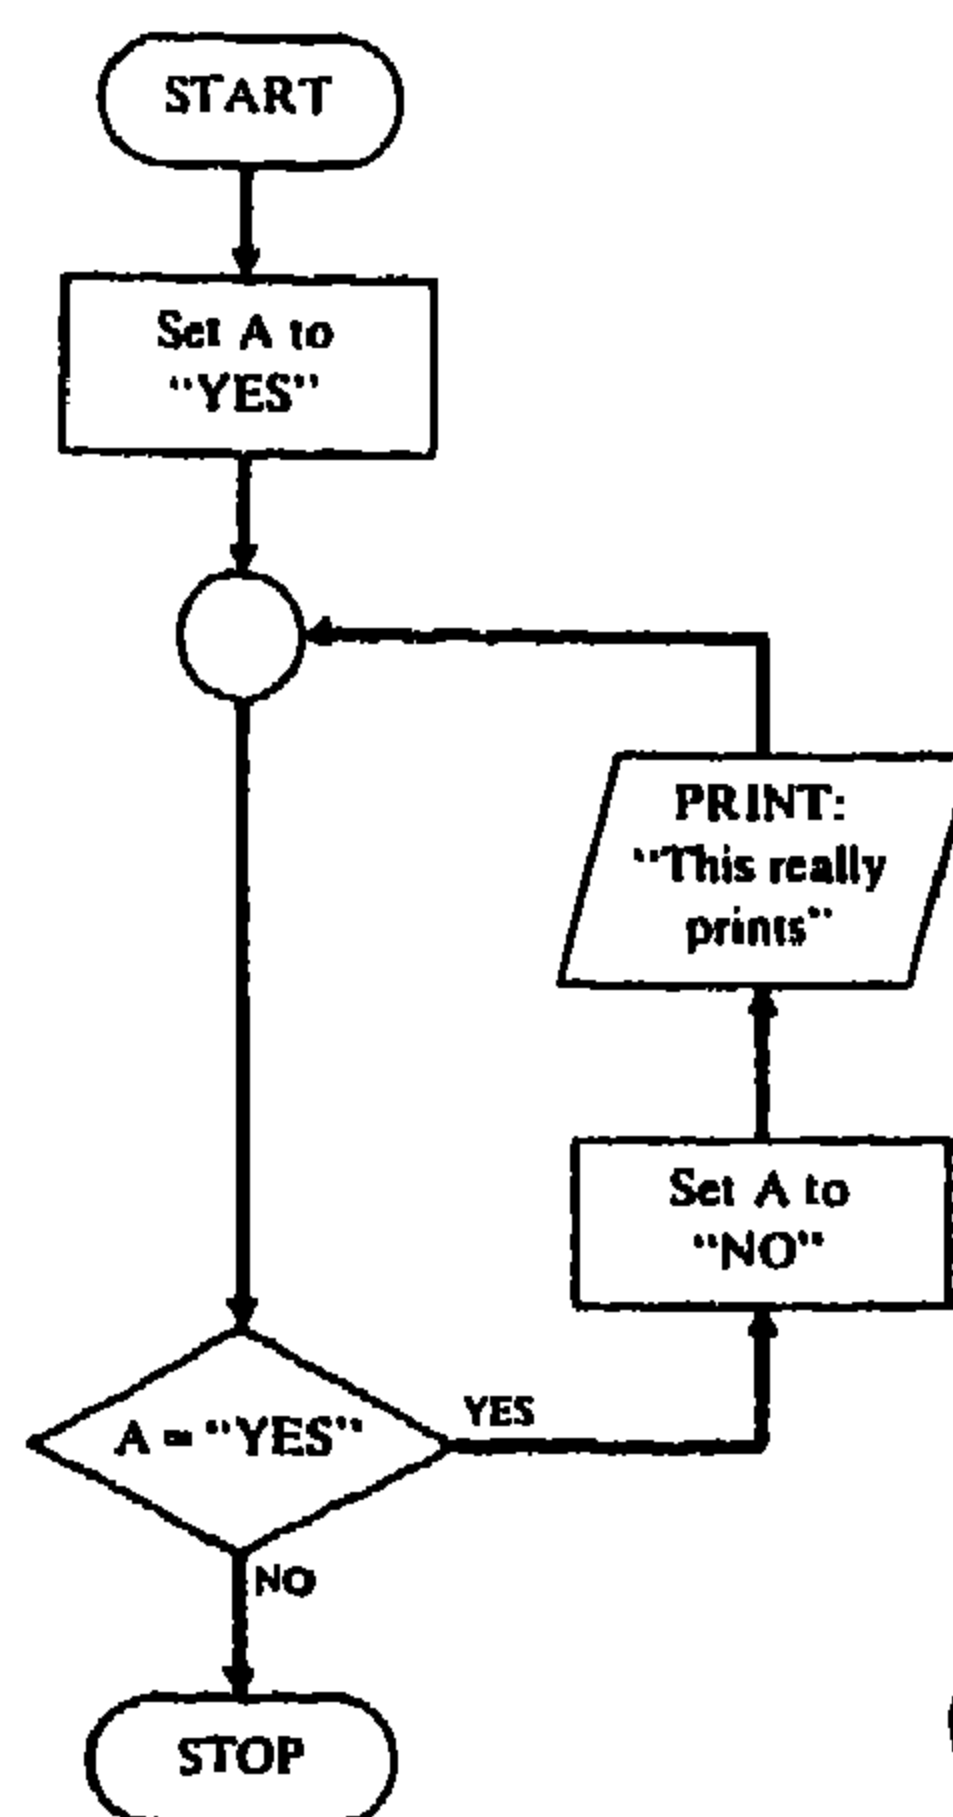 START
Set A to
“YES”
PRINT:
“This really
prints”
Set A to
“NO”
A = “YES”
YES
NO
STOP